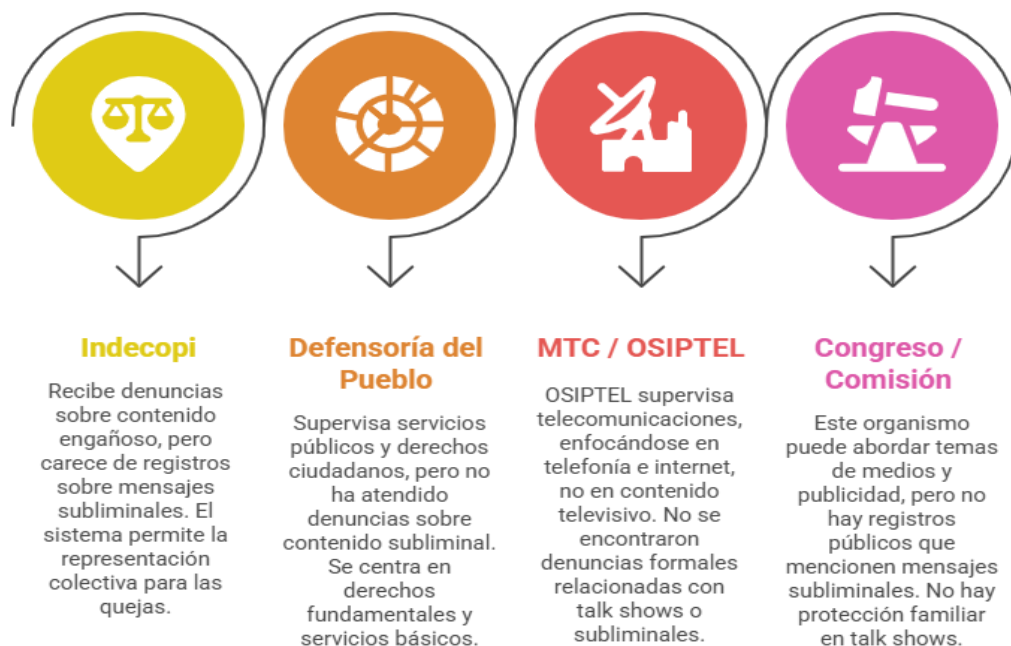 Indecopi
Recibe denuncias
sobre contenido
engañoso, pero
carece de registros
sobre mensajes
subliminales. El
sistema permite la
representación
colectiva para las
quejas.
Defensoría del
Pueblo
Supervisa servicios
públicos y derechos
ciudadanos, pero no
ha atendido
denuncias sobre
contenido subliminal.
Se centra en
derechos
fundamentales y
servicios básicos.
MTC / OSIPTEL
OSIPTEL supervisa
telecomunicaciones,
enfocándose en
telefonía e internet,
no en contenido
televisivo. No se
encontraron
denuncias formales
relacionadas con
talk shows o
subliminales.
Congreso /
Comisión
Este organismo
puede abordar temas
de medios y
publicidad, pero no
hay registros
públicos que
mencionen mensajes
subliminales. No hay
protección familiar
en talk shows.